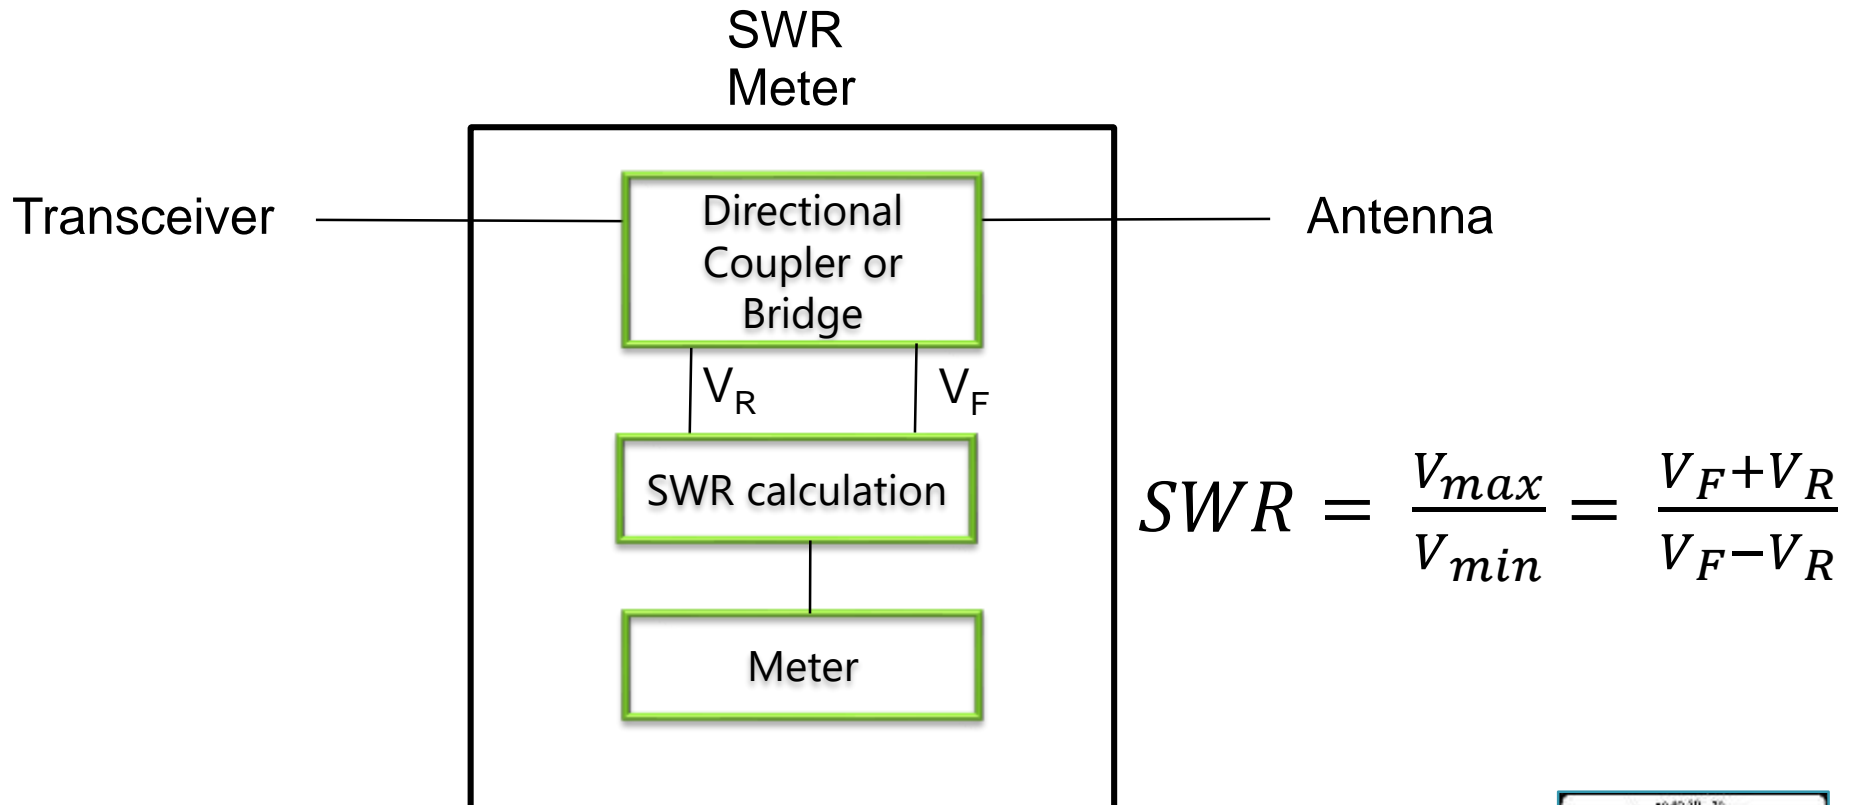 SWR
Meter
Transceiver
Directional
Coupler or
Bridge
Antenna
V_R
V_F
SWR calculation
SWR = V_max/V_min = V_F+V_R/V_F−V_R
Meter